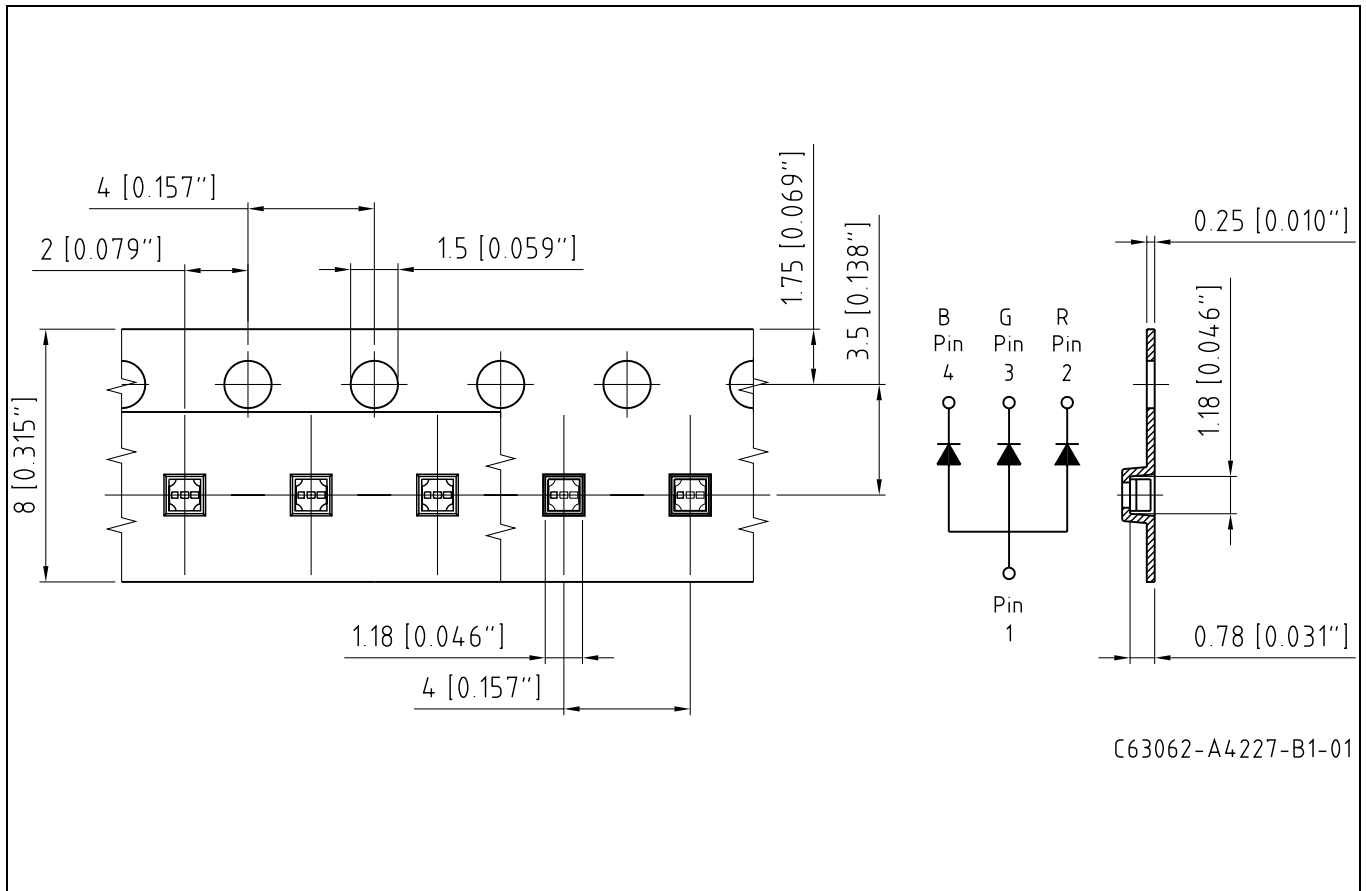 4 [0.157"]
2 [0.079"]
1.5 [0.059"]
1.75 [0.069"]
3.5 [0.138"]
8 [0.315"]
1.18 [0.046"]
4 [0.157"]
B G R
Pin Pin Pin
4 3 2
Pin
1
0.25 [0.010"]
1.18 [0.046"]
0.78 [0.031"]
C63062-A4227-B1-01